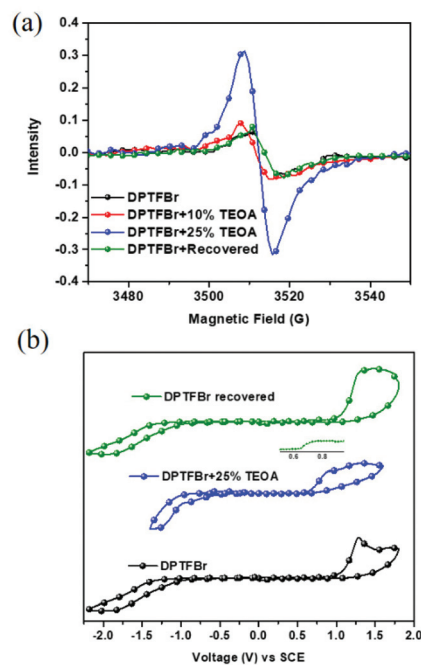 (a)
0.4
0.3
0.2
0.1
0.0
-0.1
-0.2
-0.3
-0.4
Intensity
DPTFBr
DPTFBr+10% TEOA
DPTFBr+25% TEOA
DPTFBr+Recovered
3480 3500 3520 3540
Magnetic Field (G)
(b)
DPTFBr recovered
0.6 0.8
DPTFBr+25% TEOA
DPTFBr
-2.0 -1.5 -1.0 -0.5 0.0 0.5 1.0 1.5 2.0
Voltage (V) vs SCE